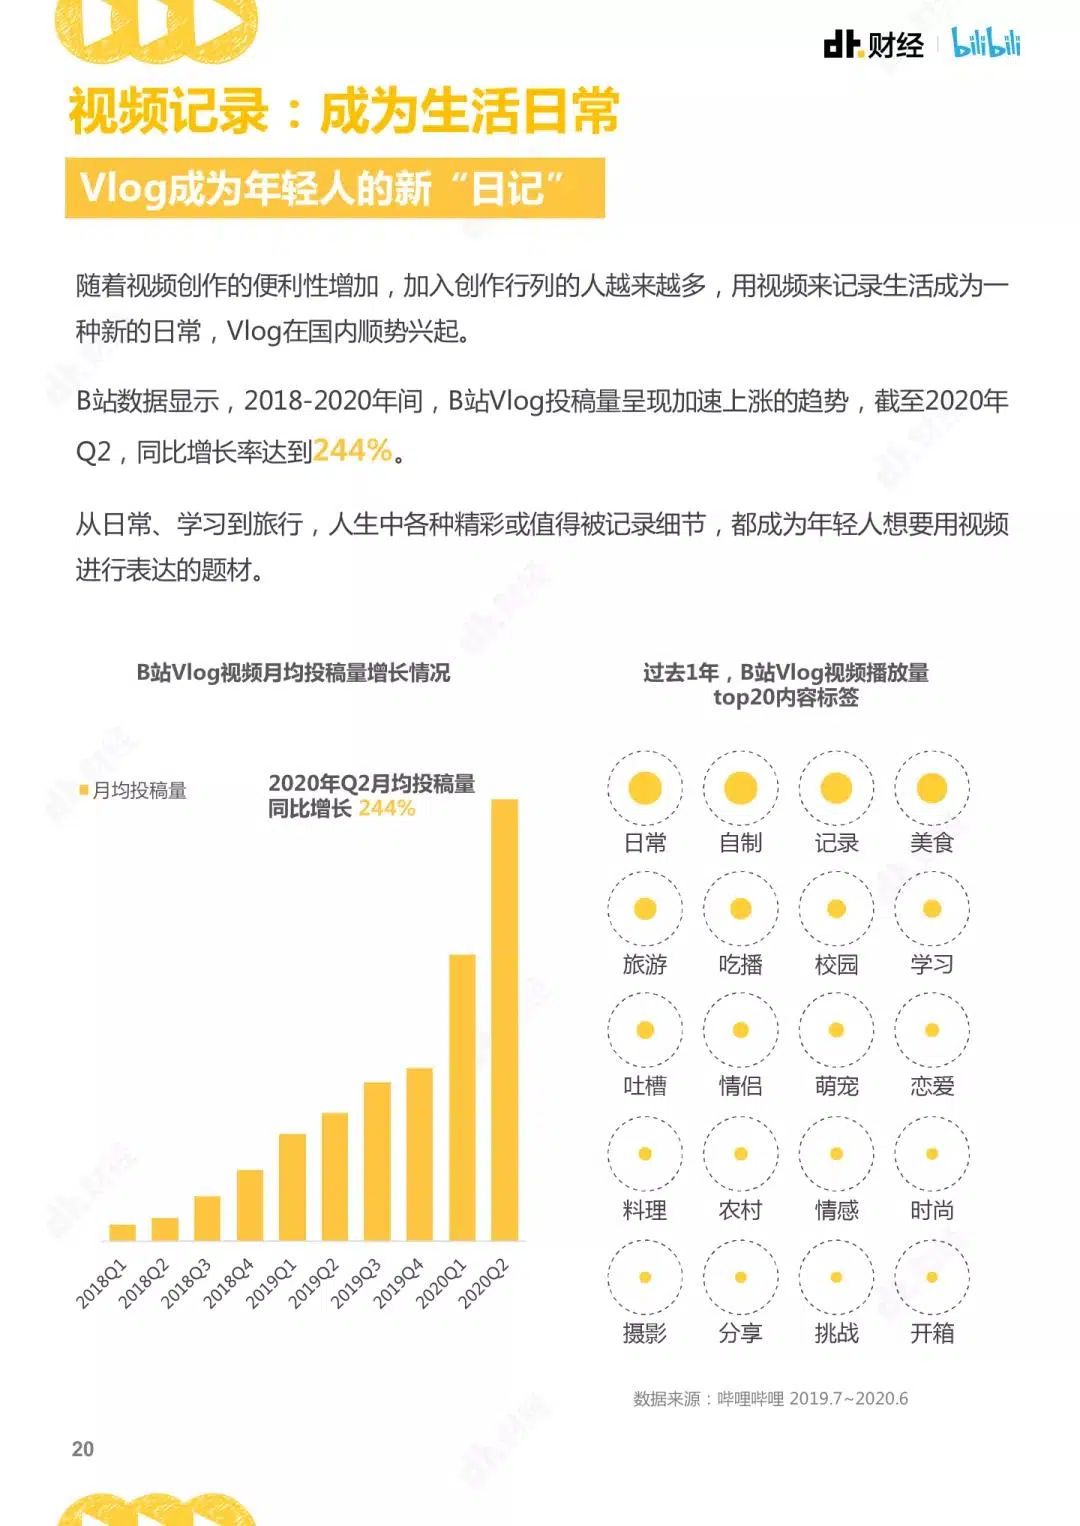 dt.财经 bilibili
视频记录：成为生活日常
Vlog成为年轻人的新“日记”
随着视频创作的便利性增加，加入创作行列的人越来越多，用视频来记录生活成为一
种新的日常，Vlog在国内顺势兴起。
B站数据显示，2018-2020年间，B站Vlog投稿量呈现加速上涨的趋势，截至2020年
Q2，同比增长率达到244%。
从日常、学习到旅行，人生中各种精彩或值得被记录细节，都成为年轻人想要用视频
进行表达的题材。
B站Vlog视频月均投稿量增长情况
月均投稿量
2020年Q2月均投稿量
同比增长 244%
2018Q1 2018Q2 2018Q3 2018Q4 2019Q1 2019Q2 2019Q3 2019Q4 2020Q1 2020Q2
过去1年，B站Vlog视频播放量
top20内容标签
日常 自制 记录 美食
旅游 吃播 校园 学习
吐槽 情侣 萌宠 恋爱
料理 农村 情感 时尚
摄影 分享 挑战 开箱
数据来源：哔哩哔哩 2019.7~2020.6
20